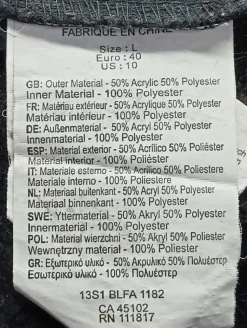 FABRIQUÉ EN CHINE
Size : L
Euro : 40
US : 10
GB: Outer Material - 50% Acrylic 50% Polyester
Inner Material - 100% Polyester
FR: Matériau extérieur - 50% Acrylique 50% Polyester
Matériau intérieur - 100% Polyester
DE: Außenmaterial - 50% Acryl 50% Polyester
Innenmaterial - 100% Polyester
ESP: Material exterior - 50% Acrilico 50% Poliéster
Material interior - 100% Poliéster
IT: Materiale esterno - 50% Acrilico 50% Poliestere
Materiale interno - 100% Poliestere
NL: Materiaal buitenkant - 50% Acryl 50% Polyester
Materiaal binnenkant - 100% Polyester
SWE: Yttersmaterial - 50% Akryl 50% Polyester
Innermaterial - 100% Polyester
POL: Materiał wierzchni - 50% Akryl 50% Polyester
Wewnętrzny materiał - 100% Polyester
GR: Εξωτερικό υλικό - 50% Ακρυλικό 50% Πολυέστερ
Εσωτερικό υλικό - 100% Πολυέστερ
13S1 BLFA 1182
CA 45102
RN 111817